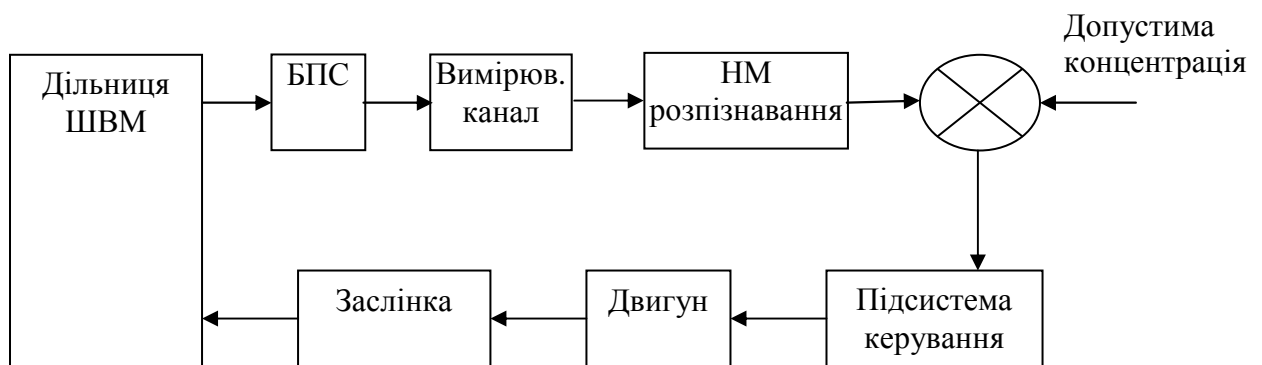 Допустима
концентрація
Дільниця
ШВМ
БПС
Вимірюв.
канал
НМ
розпізнавання
Заслінка
Двигун
Підсистема
керування